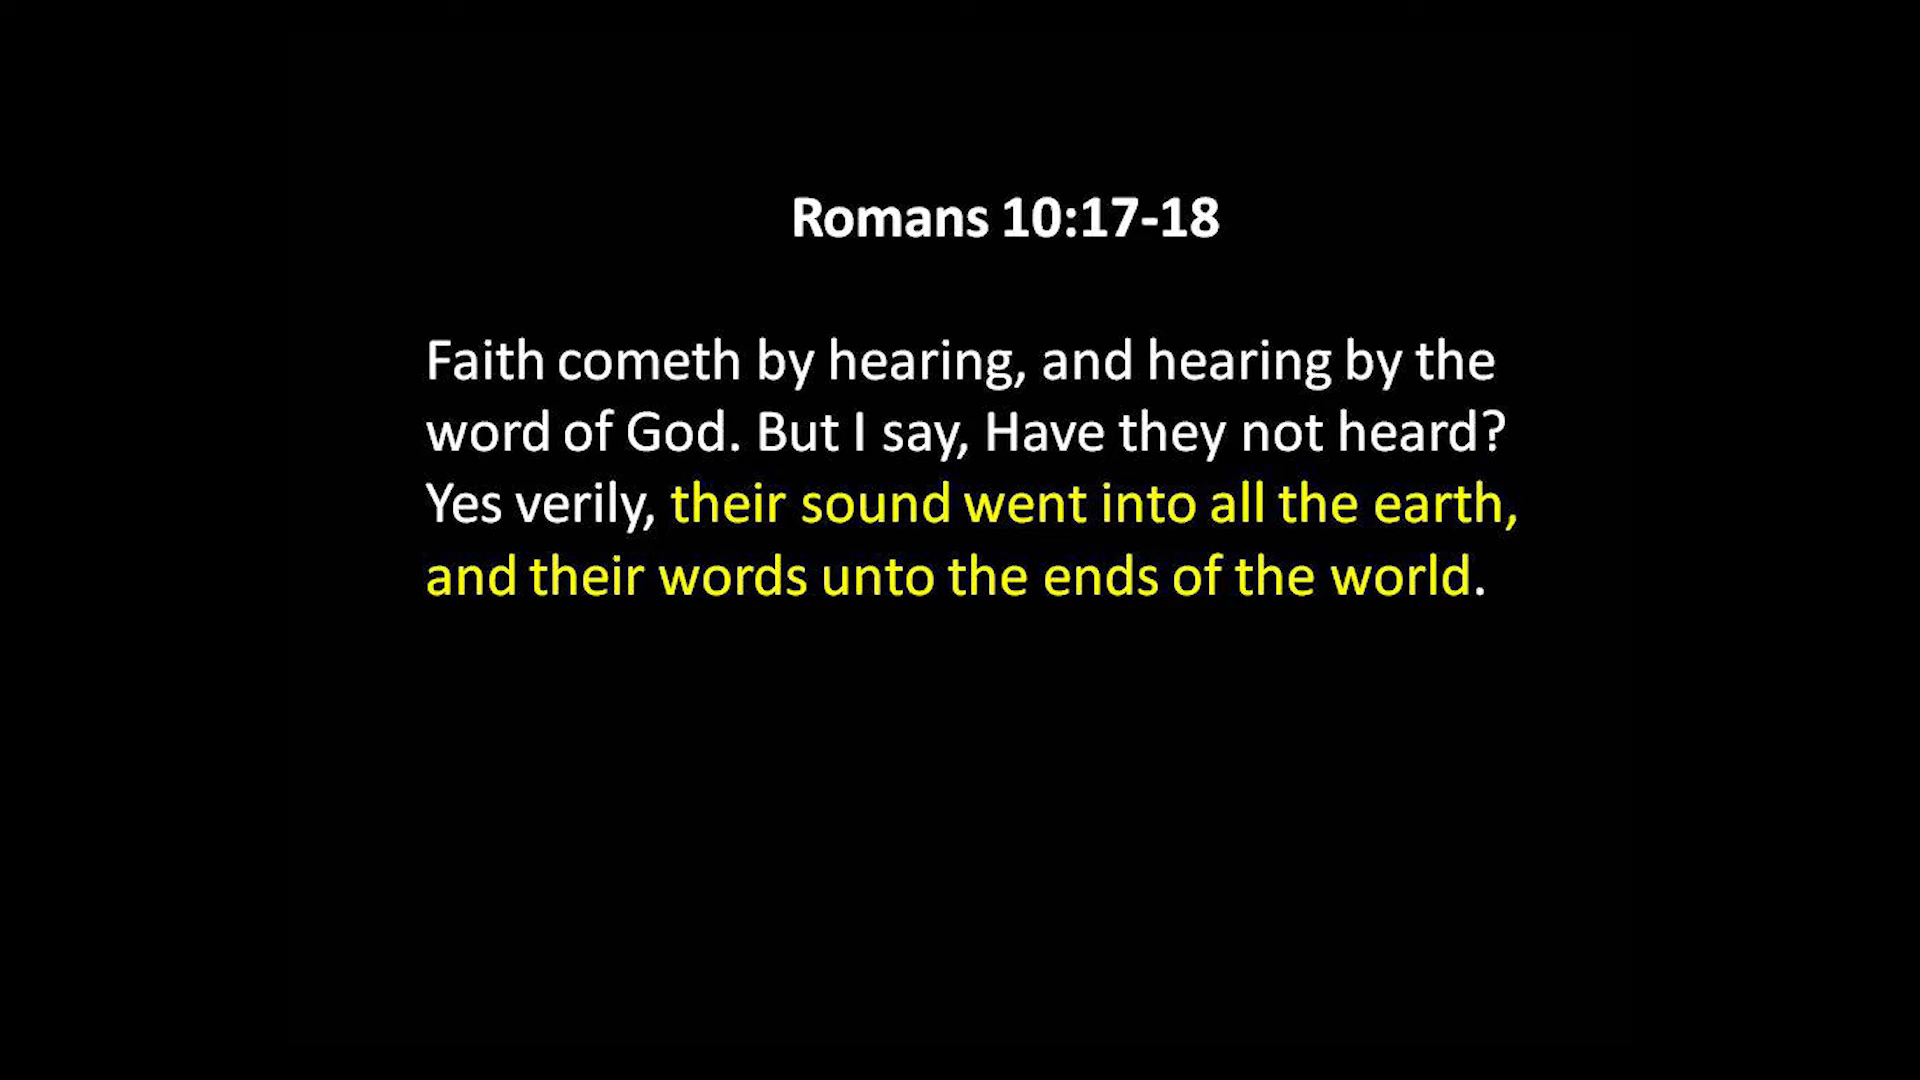 Romans 10:17-18
Faith cometh by hearing, and hearing by the
word of God. But I say, Have they not heard?
Yes verily, their sound went into all the earth,
and their words unto the ends of the world.